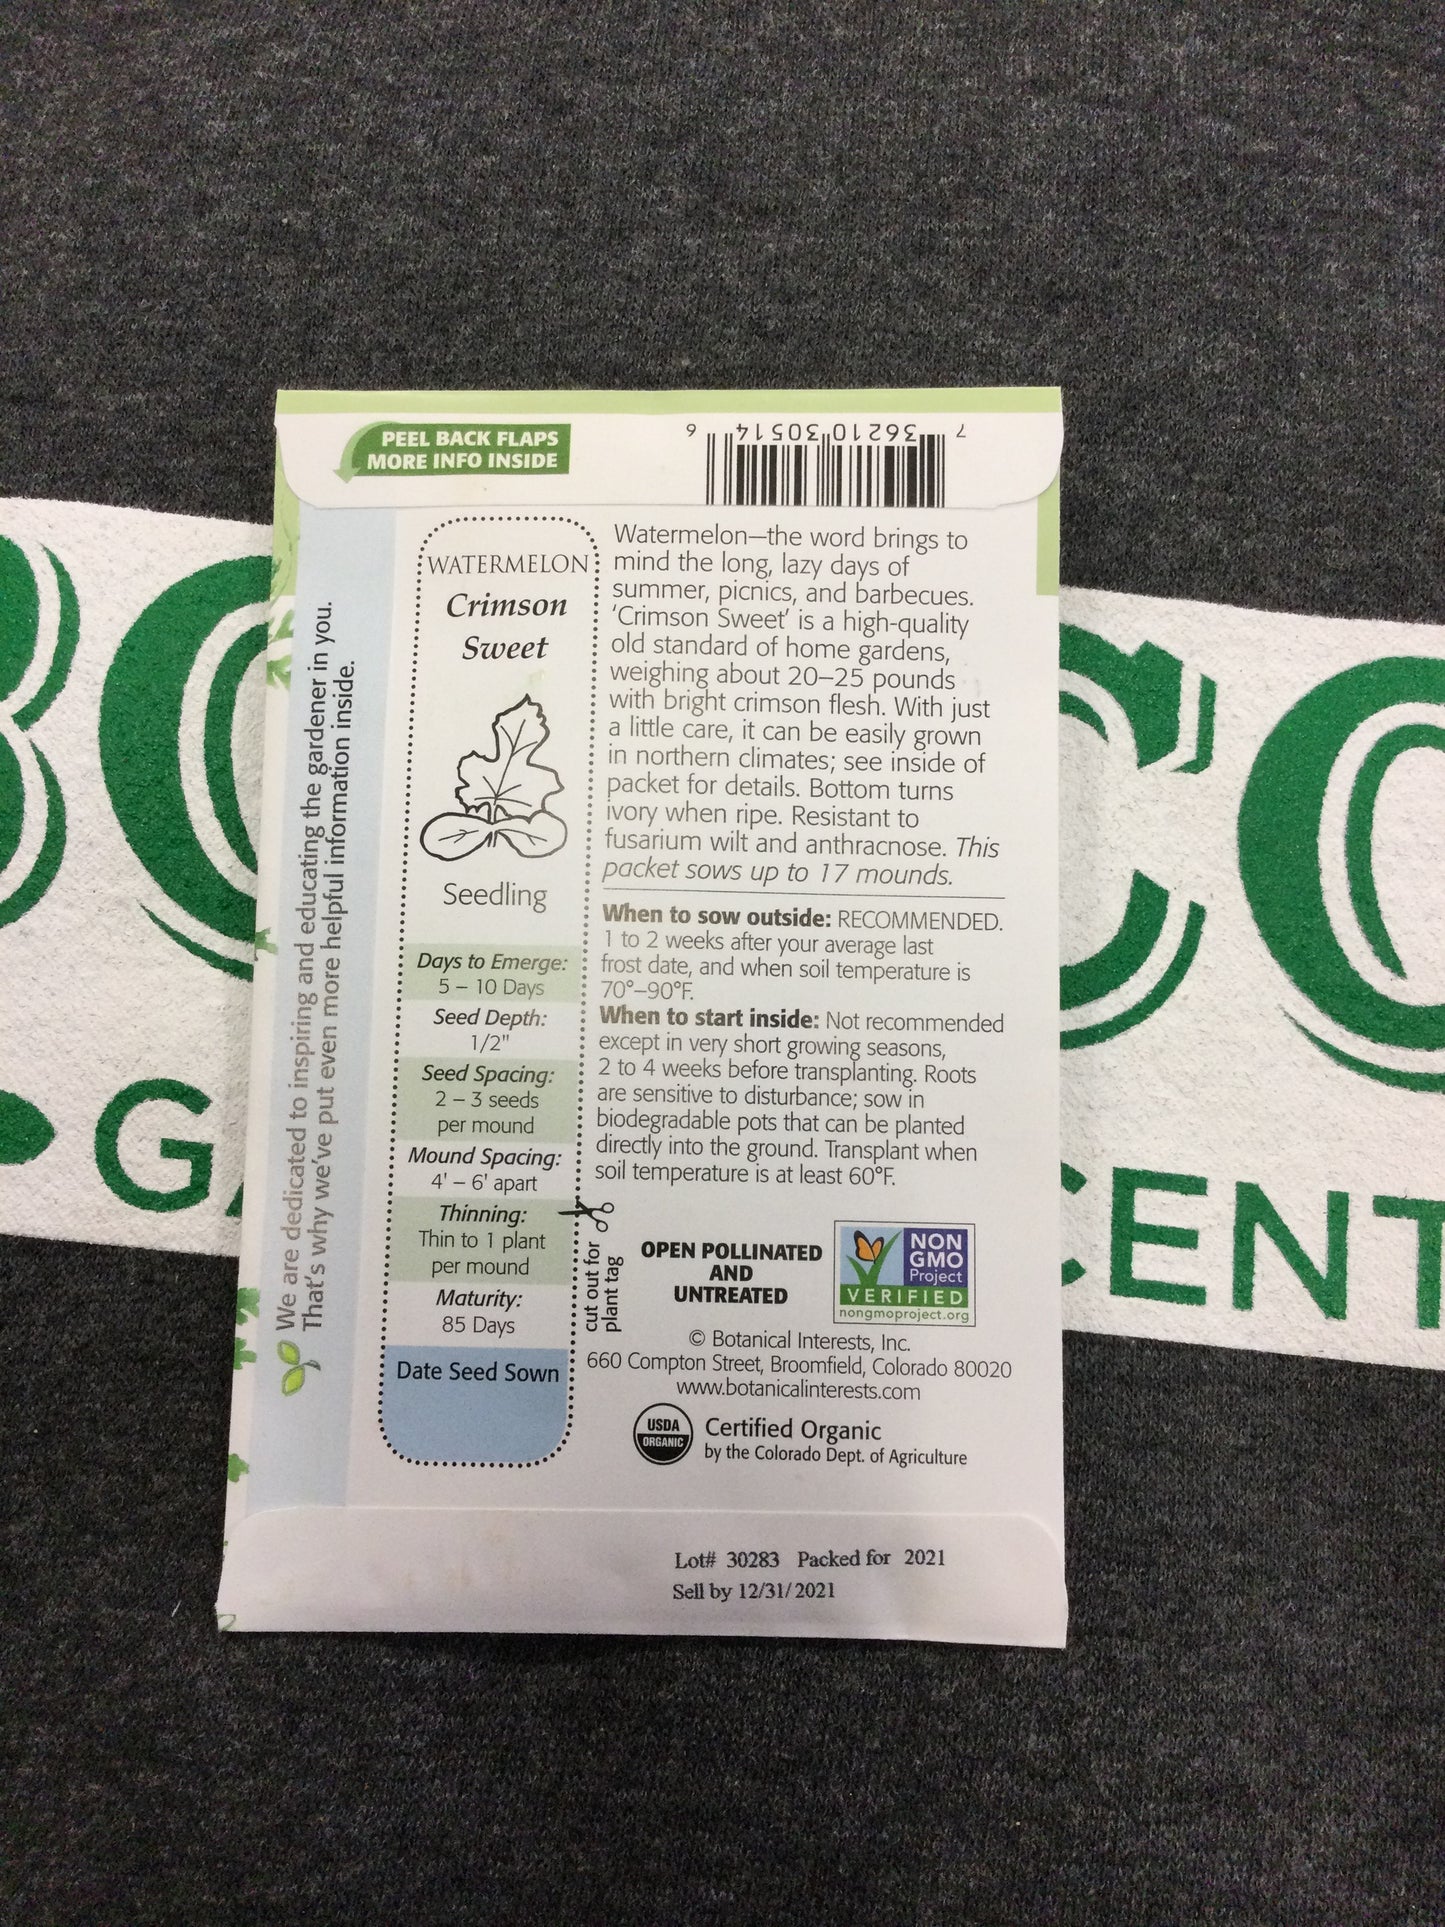 PEEL BACK FLAPS
MORE INFO INSIDE
7 36210 30514 6
WATERMELON
Crimson
Sweet
Seedling
Days to Emerge:
5 – 10 Days
Seed Depth:
1/2"
Seed Spacing:
2 – 3 seeds
per mound
Mound Spacing:
4' – 6' apart
Thinning:
Thin to 1 plant
per mound
Maturity:
85 Days
Date Seed Sown
cut out for
plant tag
We are dedicated to inspiring and educating the gardener in you.
That's why we've put even more helpful information inside.
Watermelon—the word brings to
mind the long, lazy days of
summer, picnics, and barbecues.
'Crimson Sweet' is a high-quality
old standard of home gardens,
weighing about 20–25 pounds
with bright crimson flesh. With just
a little care, it can be easily grown
in northern climates; see inside of
packet for details. Bottom turns
ivory when ripe. Resistant to
fusarium wilt and anthracnose. This
packet sows up to 17 mounds.
When to sow outside: RECOMMENDED.
1 to 2 weeks after your average last
frost date, and when soil temperature is
70°–90°F.
When to start inside: Not recommended
except in very short growing seasons,
2 to 4 weeks before transplanting. Roots
are sensitive to disturbance; sow in
biodegradable pots that can be planted
directly into the ground. Transplant when
soil temperature is at least 60°F.
OPEN POLLINATED
AND
UNTREATED
NON
GMO
Project
VERIFIED
nongmoproject.org
© Botanical Interests, Inc.
660 Compton Street, Broomfield, Colorado 80020
www.botanicalinterests.com
USDA
ORGANIC
Certified Organic
by the Colorado Dept. of Agriculture
Lot# 30283 Packed for 2021
Sell by 12/31/2021